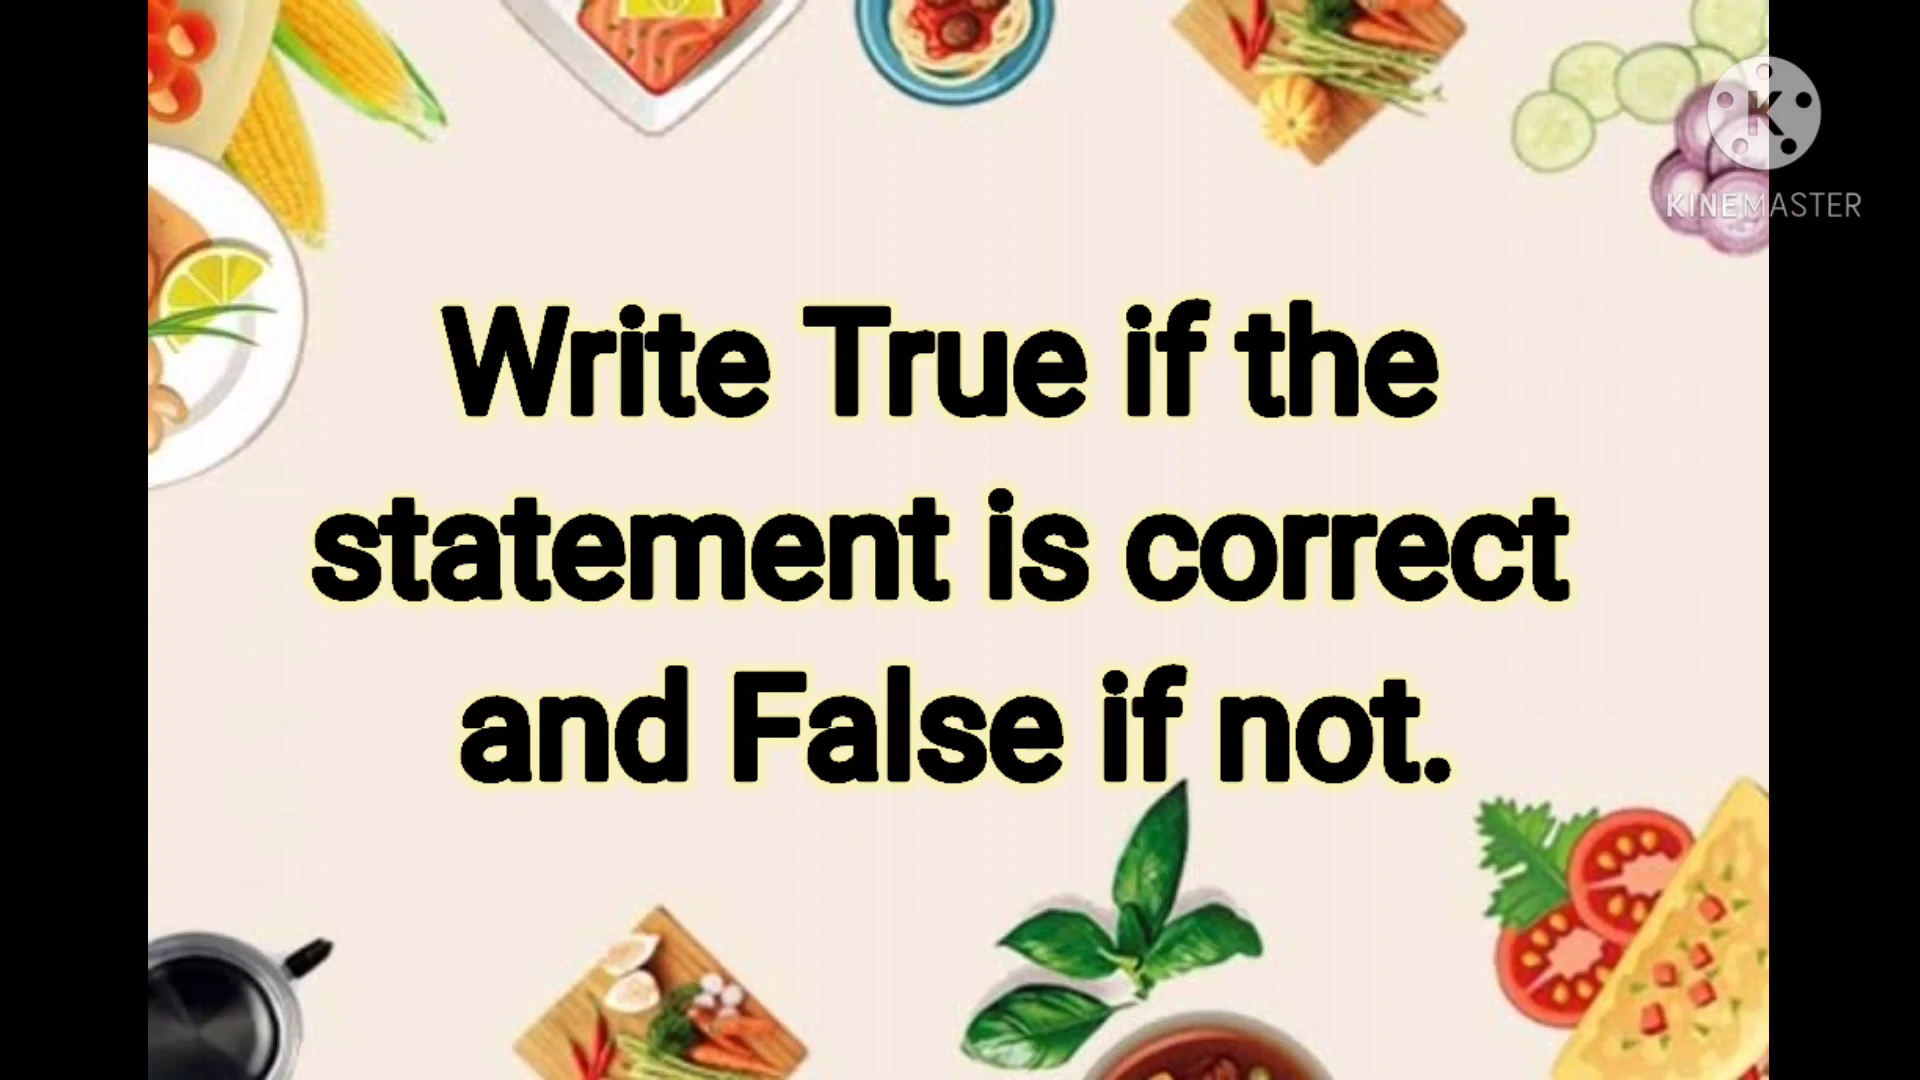 K
KINEMASTER
Write True if the
statement is correct
and False if not.